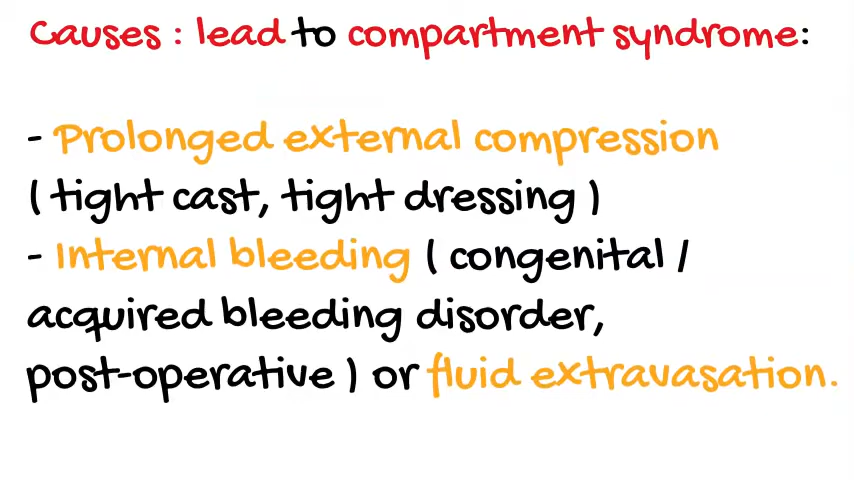 Causes : lead to compartment syndrome:
- Prolonged external compression
( tight cast, tight dressing )
- Internal bleeding ( congenital /
acquired bleeding disorder,
post-operative ) or fluid extravasation.